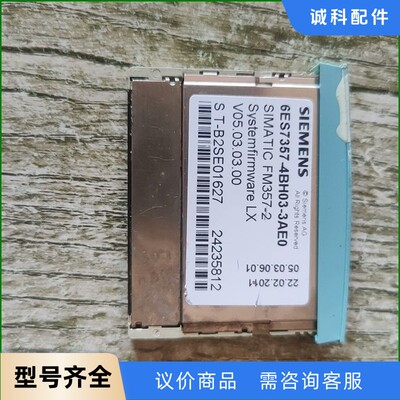 诚科配件
SIEMENS
6ES7357-4BH03-3AE0
SIMATIC FM357-2
Systemfirmware LX
V05.03.03.00
S T-B2SE01627
24235812
© Siemens AG
All Rights Reserved
05.03.06.01
22.02.2011
型号齐全
议价商品 需咨询客服